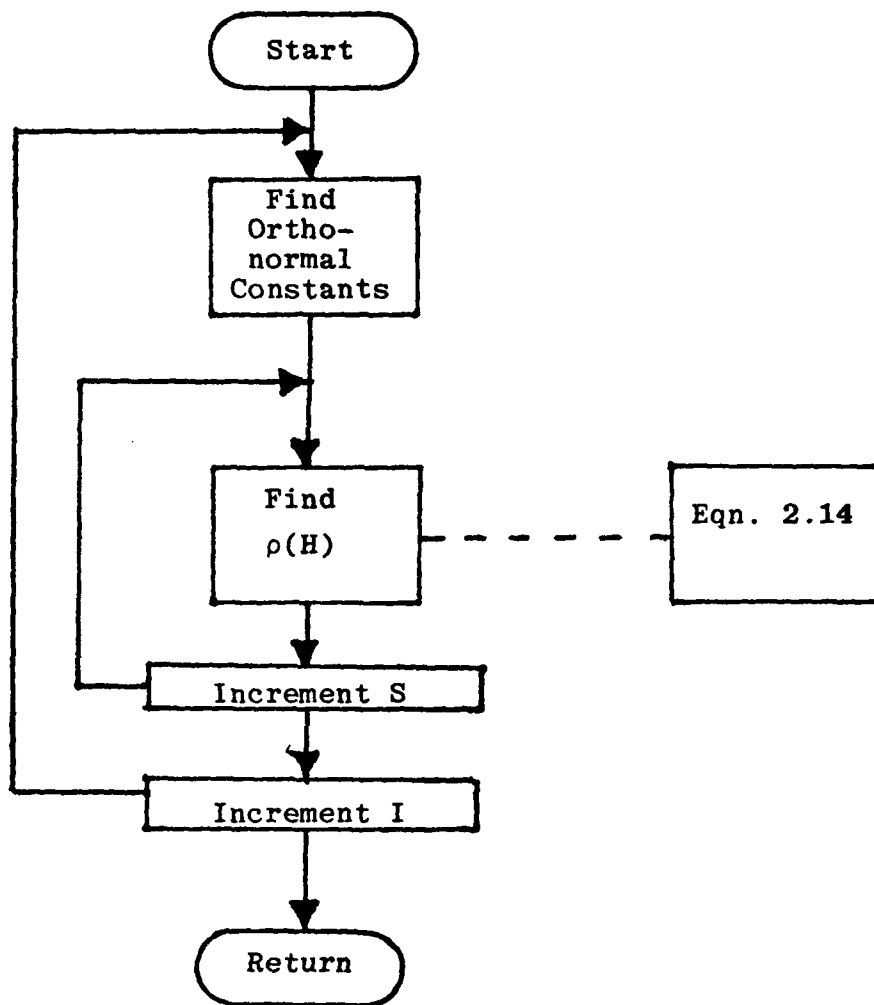 Start
Find
Ortho-
normal
Constants
Find
ρ(H)
Eqn. 2.14
Increment S
Increment I
Return